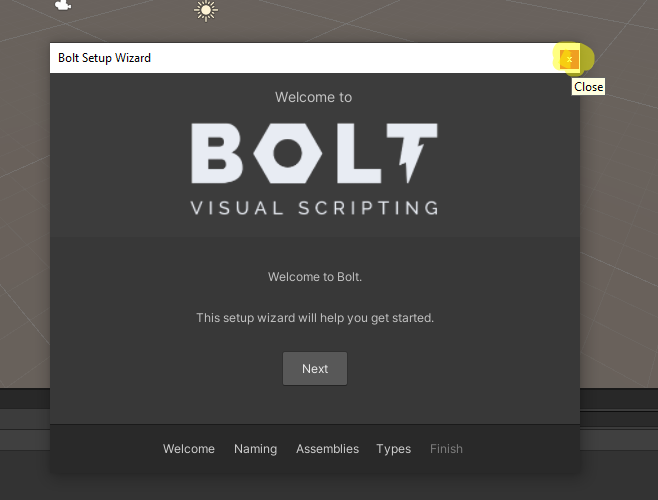 Bolt Setup Wizard
Close
Welcome to
BOLT
VISUAL SCRIPTING
Welcome to Bolt.
This setup wizard will help you get started.
Next
Welcome Naming Assemblies Types Finish